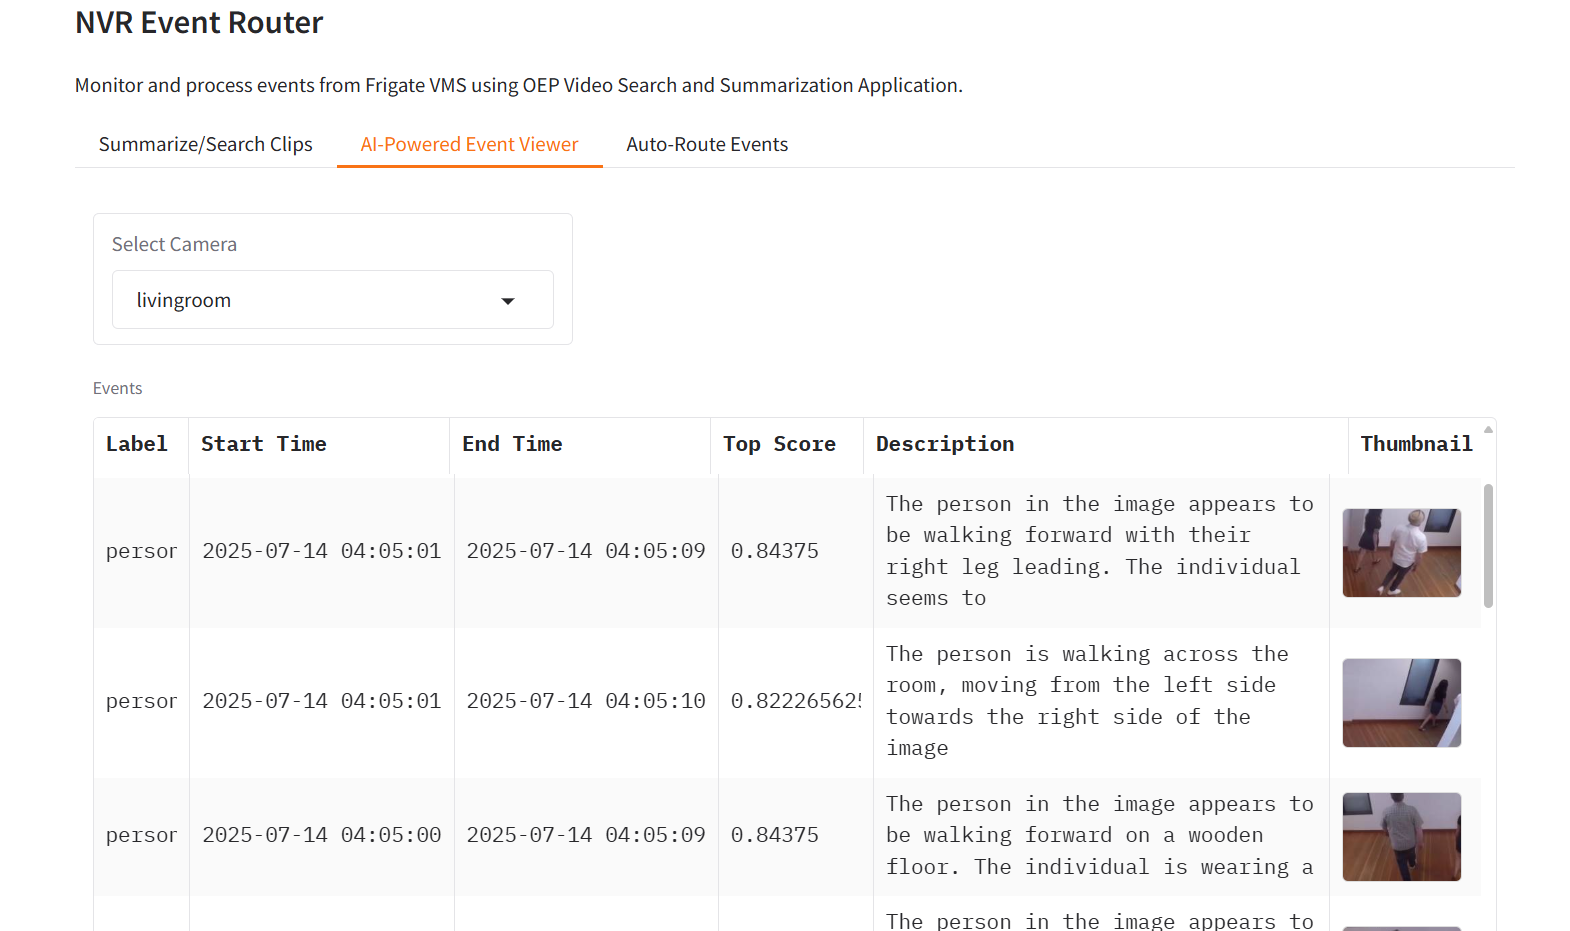 NVR Event Router
Monitor and process events from Frigate VMS using OEP Video Search and Summarization Application.
Summarize/Search Clips AI-Powered Event Viewer Auto-Route Events
Select Camera
livingroom
Events
Label Start Time End Time Top Score Description Thumbnail
The person in the image appears to
be walking forward with their
person 2025-07-14 04:05:01 2025-07-14 04:05:09 0.84375
right leg leading. The individual
seems to
The person is walking across the
room, moving from the left side
person 2025-07-14 04:05:01 2025-07-14 04:05:10 0.822265625
towards the right side of the
image
The person in the image appears to
person 2025-07-14 04:05:00 2025-07-14 04:05:09 0.84375 be walking forward on a wooden
floor. The individual is wearing a
The person in the image appears to